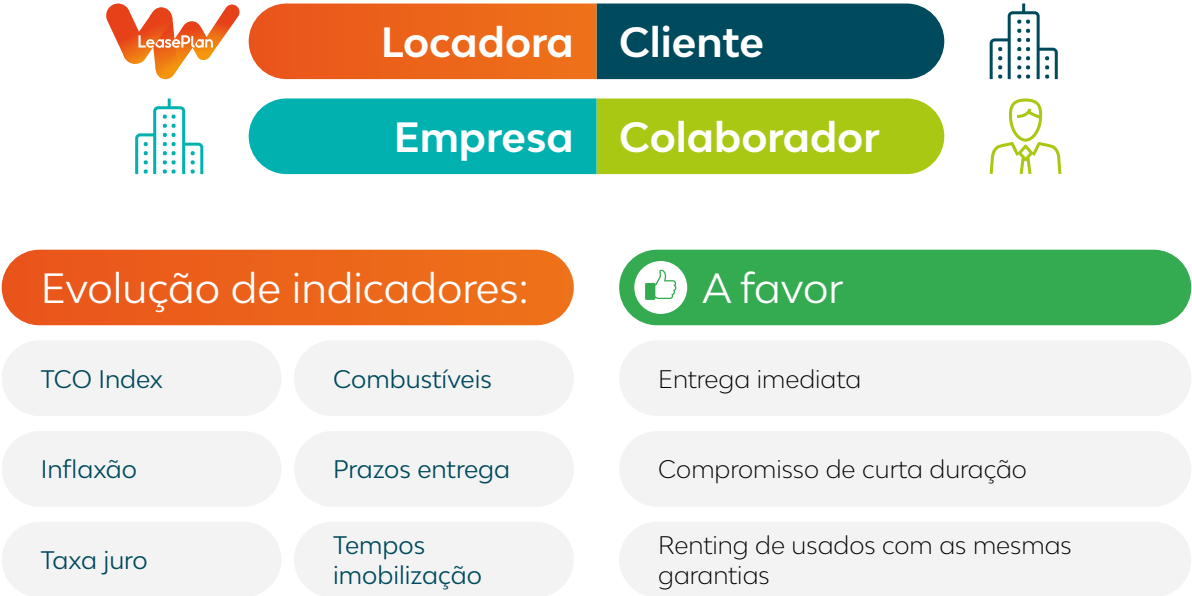 LeasePlan
Locadora Cliente
Empresa Colaborador
Evolução de indicadores:
TCO Index
Combustíveis
Inflaxão
Prazos entrega
Taxa juro
Tempos
imobilização
A favor
Entrega imediata
Compromisso de curta duração
Renting de usados com as mesmas
garantias